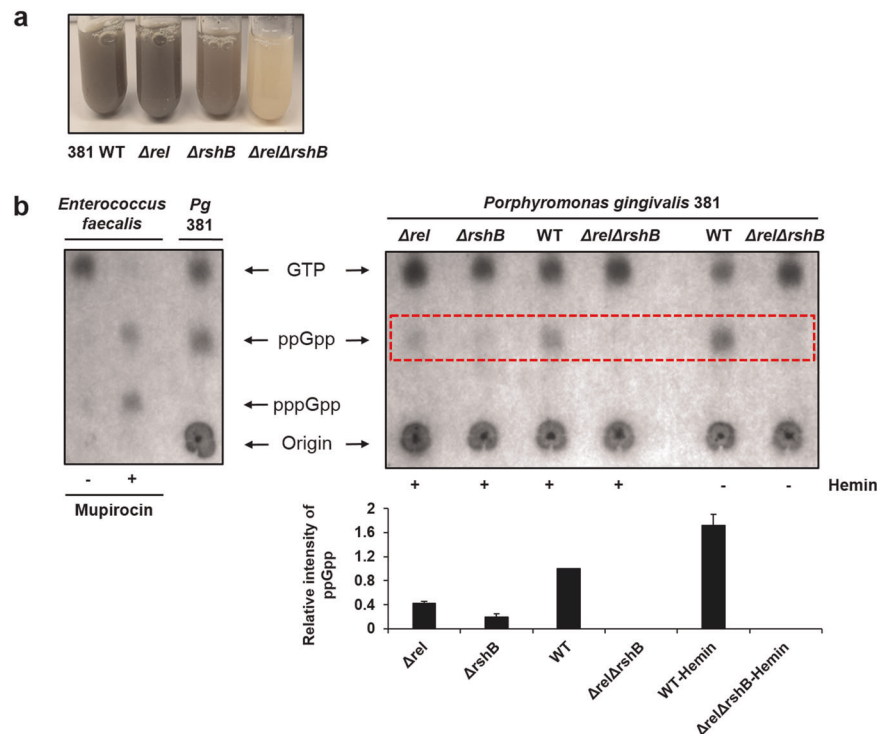 a
381 WT Δrel ΔrshB ΔrelΔrshB
b
Enterococcus
faecalis
Pg
381
Porphyromonas gingivalis 381
Δrel ΔrshB WT ΔrelΔrshB WT ΔrelΔrshB
GTP
ppGpp
pppGpp
Origin
- +
Mupirocin
+ + + + - - Hemin
Relative intensity of
ppGpp
2
1.6
1.2
0.8
0.4
0
Δrel
ΔrshB
WT
ΔrelΔrshB
WT-Hemin
ΔrelΔrshB-Hemin